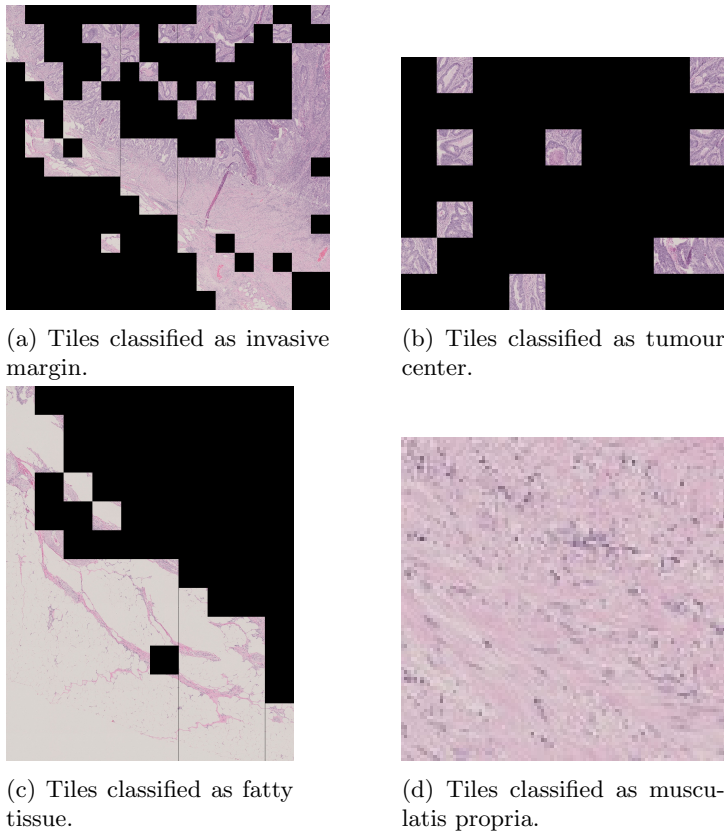 (a) Tiles classified as invasive
margin.
(b) Tiles classified as tumour
center.
(c) Tiles classified as fatty
tissue.
(d) Tiles classified as muscu-
latis propria.